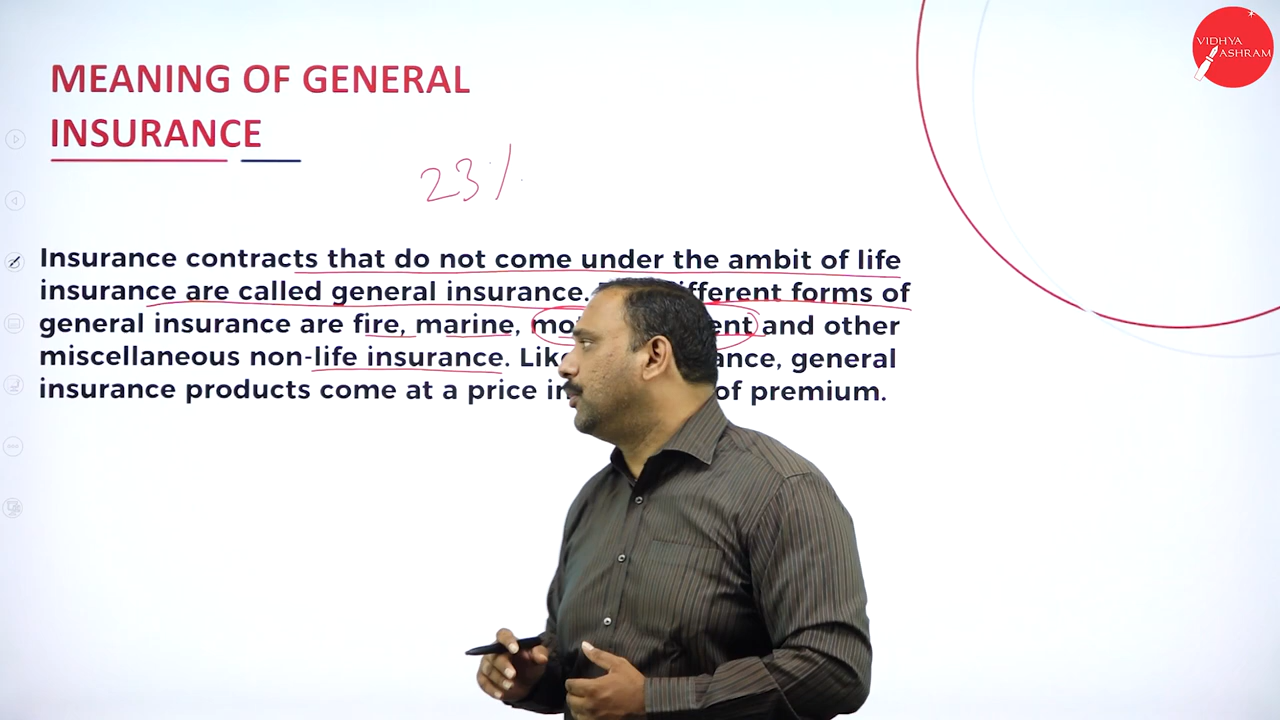 VIDHYA
ASHRAM
MEANING OF GENERAL
INSURANCE
23%
Insurance contracts that do not come under the ambit of life
insurance are called general insurance. different forms of
general insurance are fire, marine, and other
miscellaneous non-life insurance. general
insurance products come at a price in of premium.